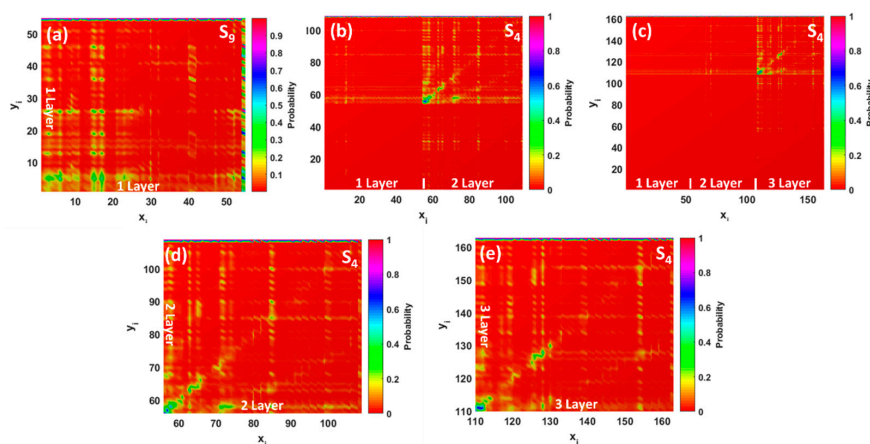 (a)
S9
0.9
0.8
0.7
0.6
0.5
0.4
0.3
0.2
0.1
Probability
50
40
30
20
10
yi
1 Layer
1 Layer
10 20 30 40 50
xi
(b)
S4
1
0.8
0.6
0.4
0.2
0
Probability
100
80
60
40
20
yi
1 Layer | 2 Layer
20 40 60 80 100
xi
(c)
S4
1
0.8
0.6
0.4
0.2
0
Probability
160
140
120
100
80
60
40
20
yi
1 Layer | 2 Layer | 3 Layer
50 100 150
xi
(d)
S4
1
0.8
0.6
0.4
0.2
0
Probability
100
90
80
70
60
yi
2 Layer
2 Layer
60 70 80 90 100
xi
(e)
S4
1
0.8
0.6
0.4
0.2
0
Probability
160
150
140
130
120
110
yi
3 Layer
3 Layer
110 120 130 140 150 160
xi